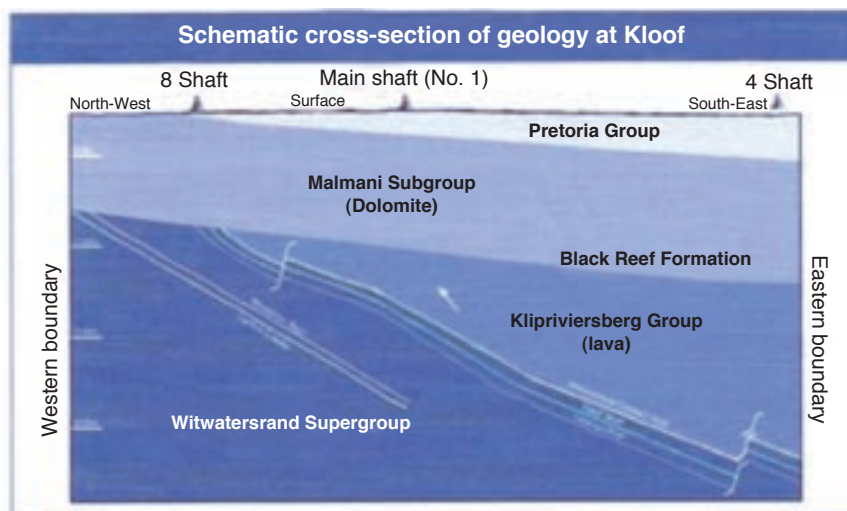 Schematic cross-section of geology at Kloof
8 Shaft
Main shaft (No. 1)
4 Shaft
North-West
Surface
South-East
Pretoria Group
Malmani Subgroup
(Dolomite)
Black Reef Formation
Klipriviersberg Group
(lava)
Witwatersrand Supergroup
Western boundary
Eastern boundary